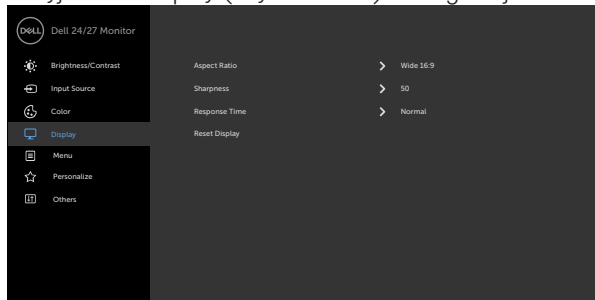 DELL
Dell 24/27 Monitor
Brightness/Contrast
Input Source
Color
Display
Menu
Personalize
Others
Aspect Ratio Wide 16:9
Sharpness 50
Response Time Normal
Reset Display